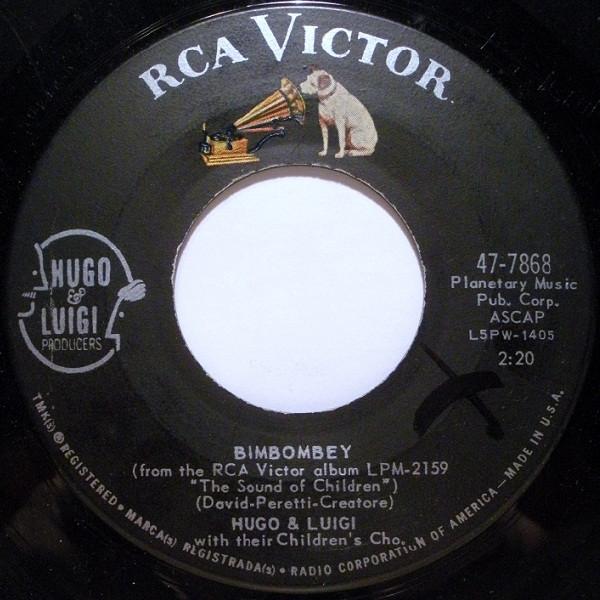 RCA VICTOR
HUGO
&
LUIGI
PRODUCERS
47-7868
Planetary Music
Pub. Corp.
ASCAP
L5PW-1405
2:20
BIMBOMBEY
(from the RCA Victor album LPM-2159
"The Sound of Children")
(David-Peretti-Creatore)
HUGO & LUIGI
with their Children's Cho.
TMK(s) ® REGISTERED • MARCA(s) REGISTRADA(s) • RADIO CORPORATION OF AMERICA — MADE IN U.S.A.